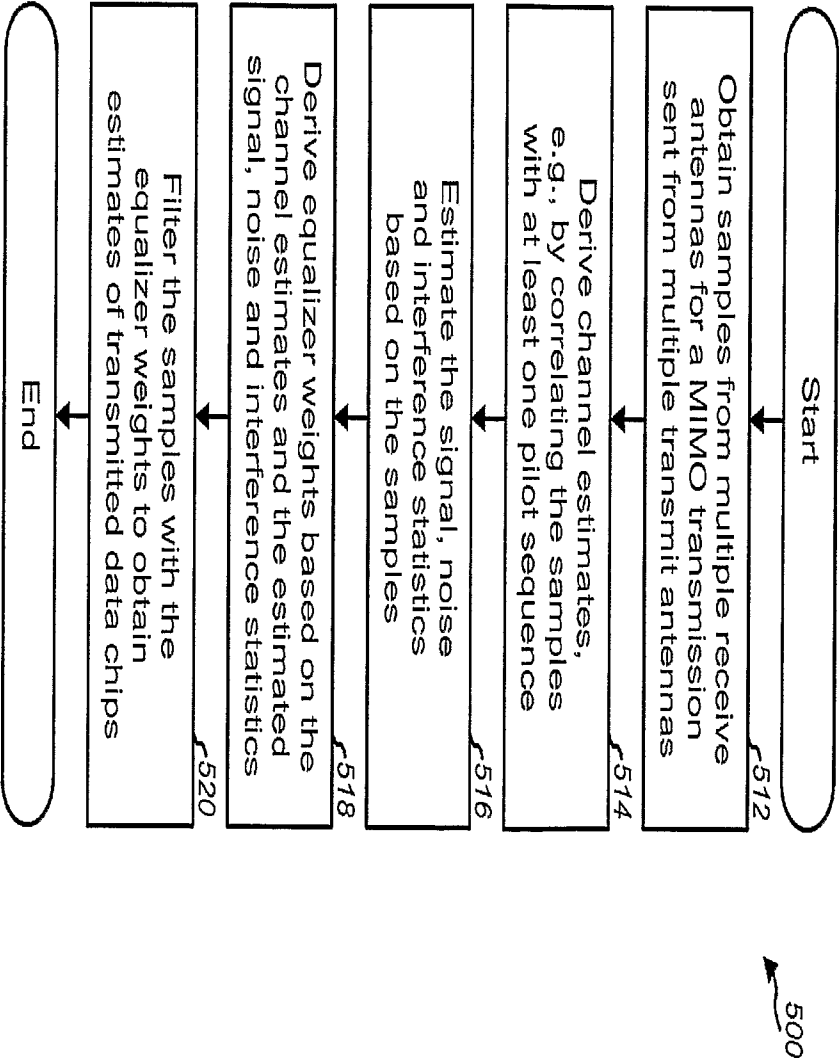 500
Start
512
Obtain samples from multiple receive
antennas for a MIMO transmission
sent from multiple transmit antennas
514
Derive channel estimates,
e.g., by correlating the samples
with at least one pilot sequence
516
Estimate the signal, noise
and interference statistics
based on the samples
518
Derive equalizer weights based on the
channel estimates and the estimated
signal, noise and interference statistics
520
Filter the samples with the
equalizer weights to obtain
estimates of transmitted data chips
End